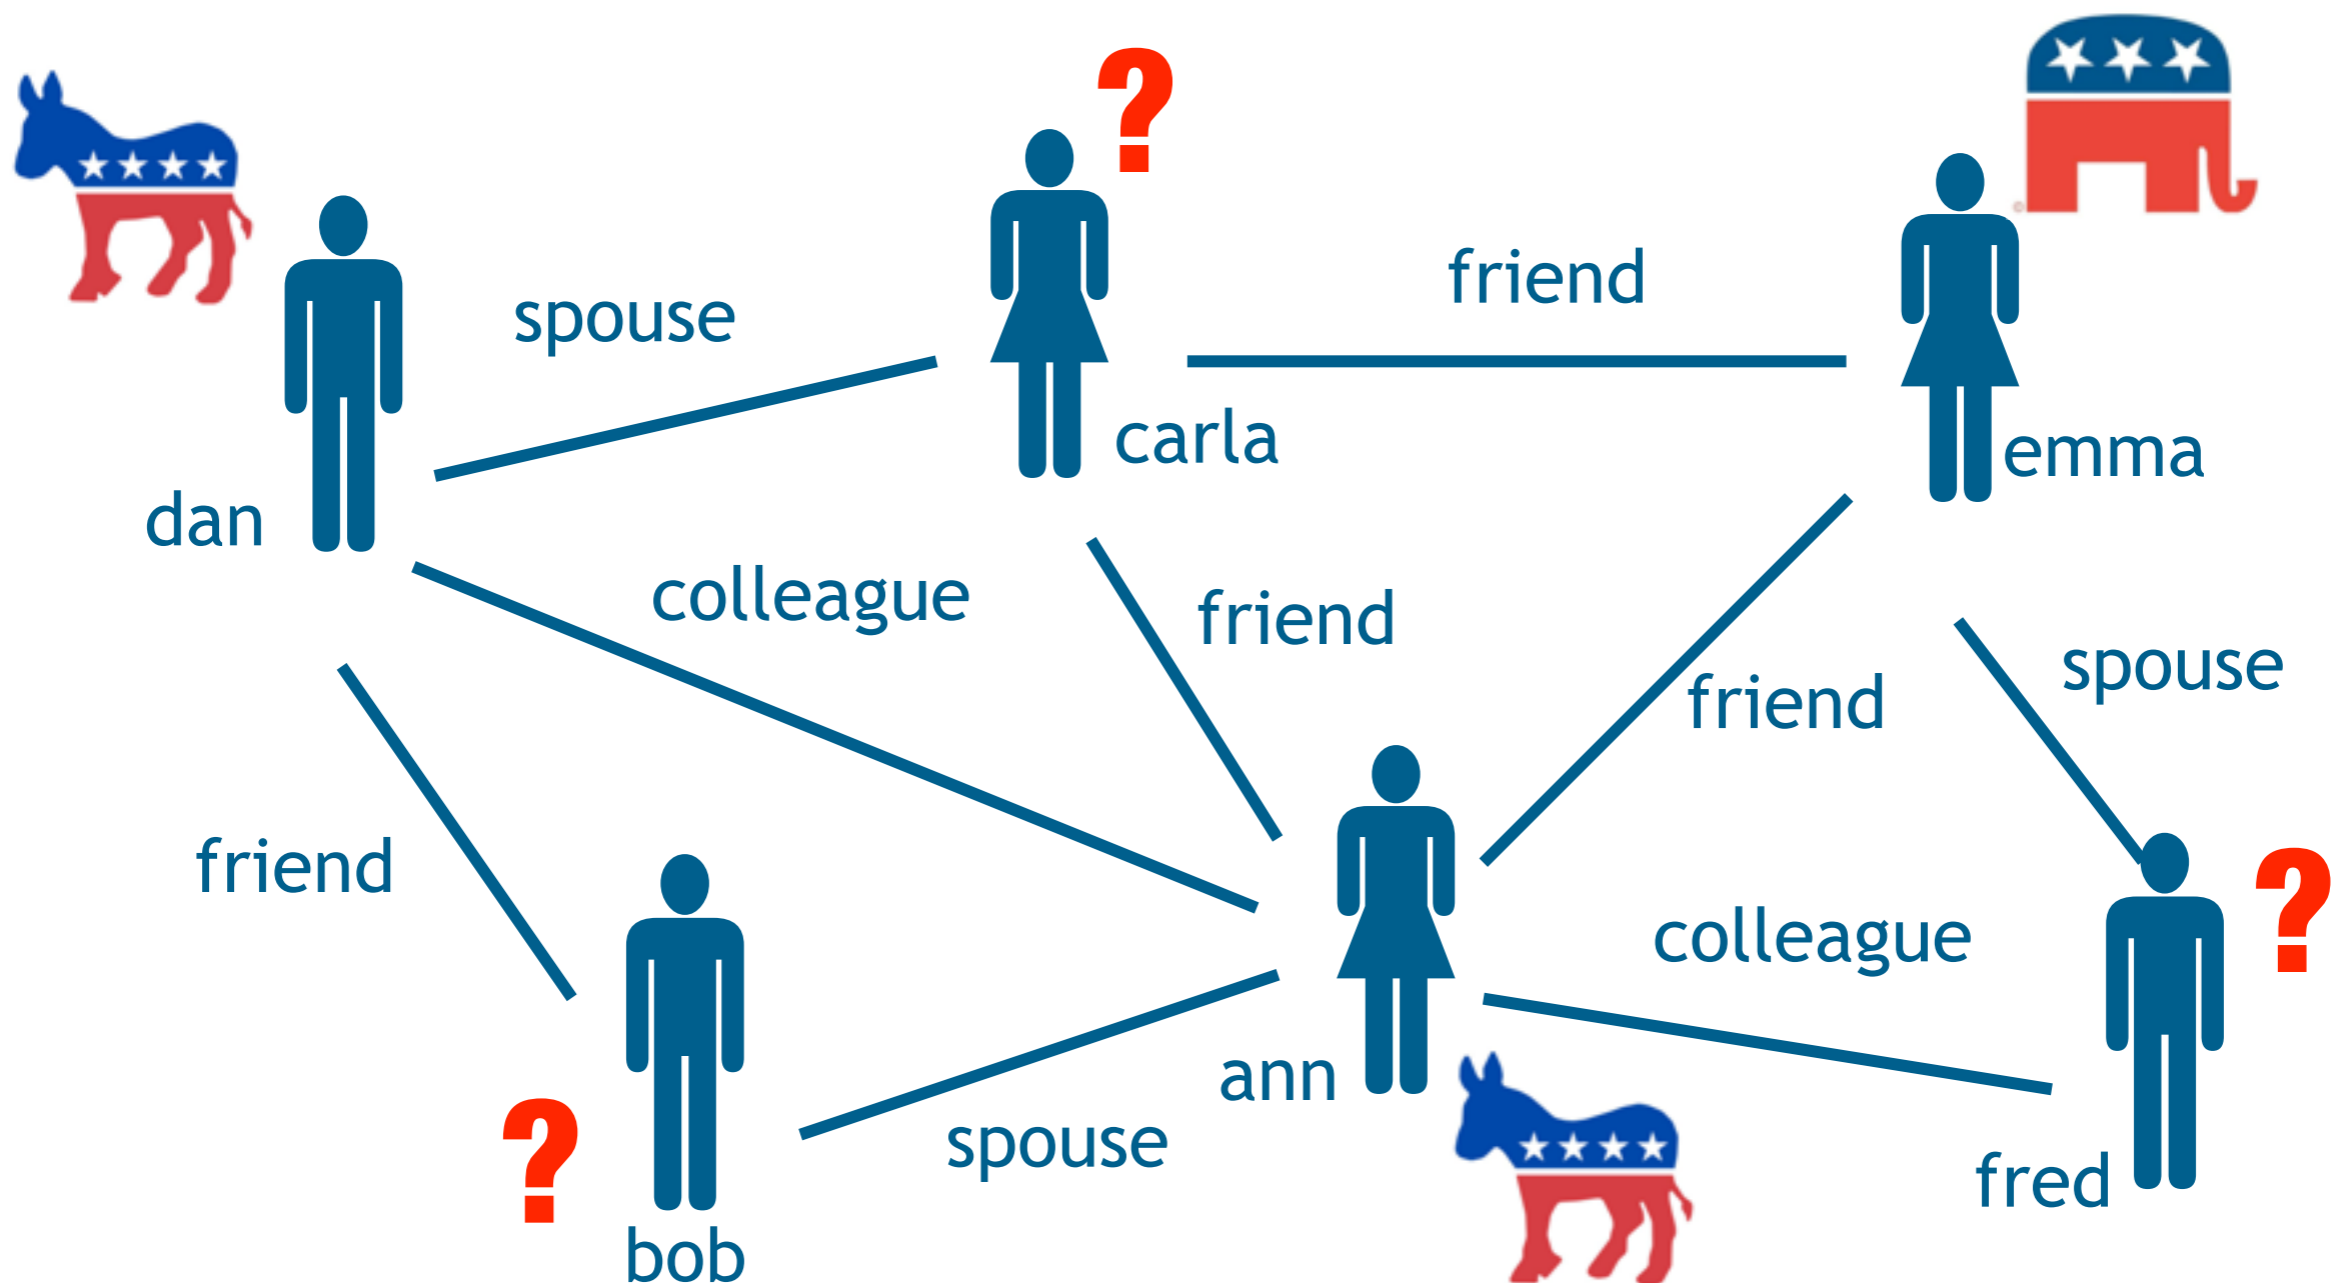 ?
spouse
friend
carla
emma
dan
colleague
friend
spouse
friend
friend
colleague
?
ann
spouse
?
fred
bob